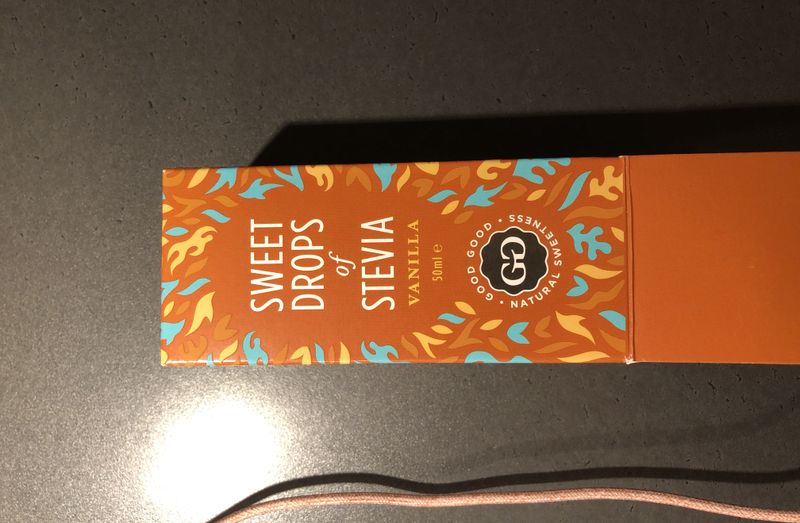 SWEET
DROPS
of
STEVIA
VANILLA
50ml e
GG
GOOD GOOD • NATURAL SWEETNESS •